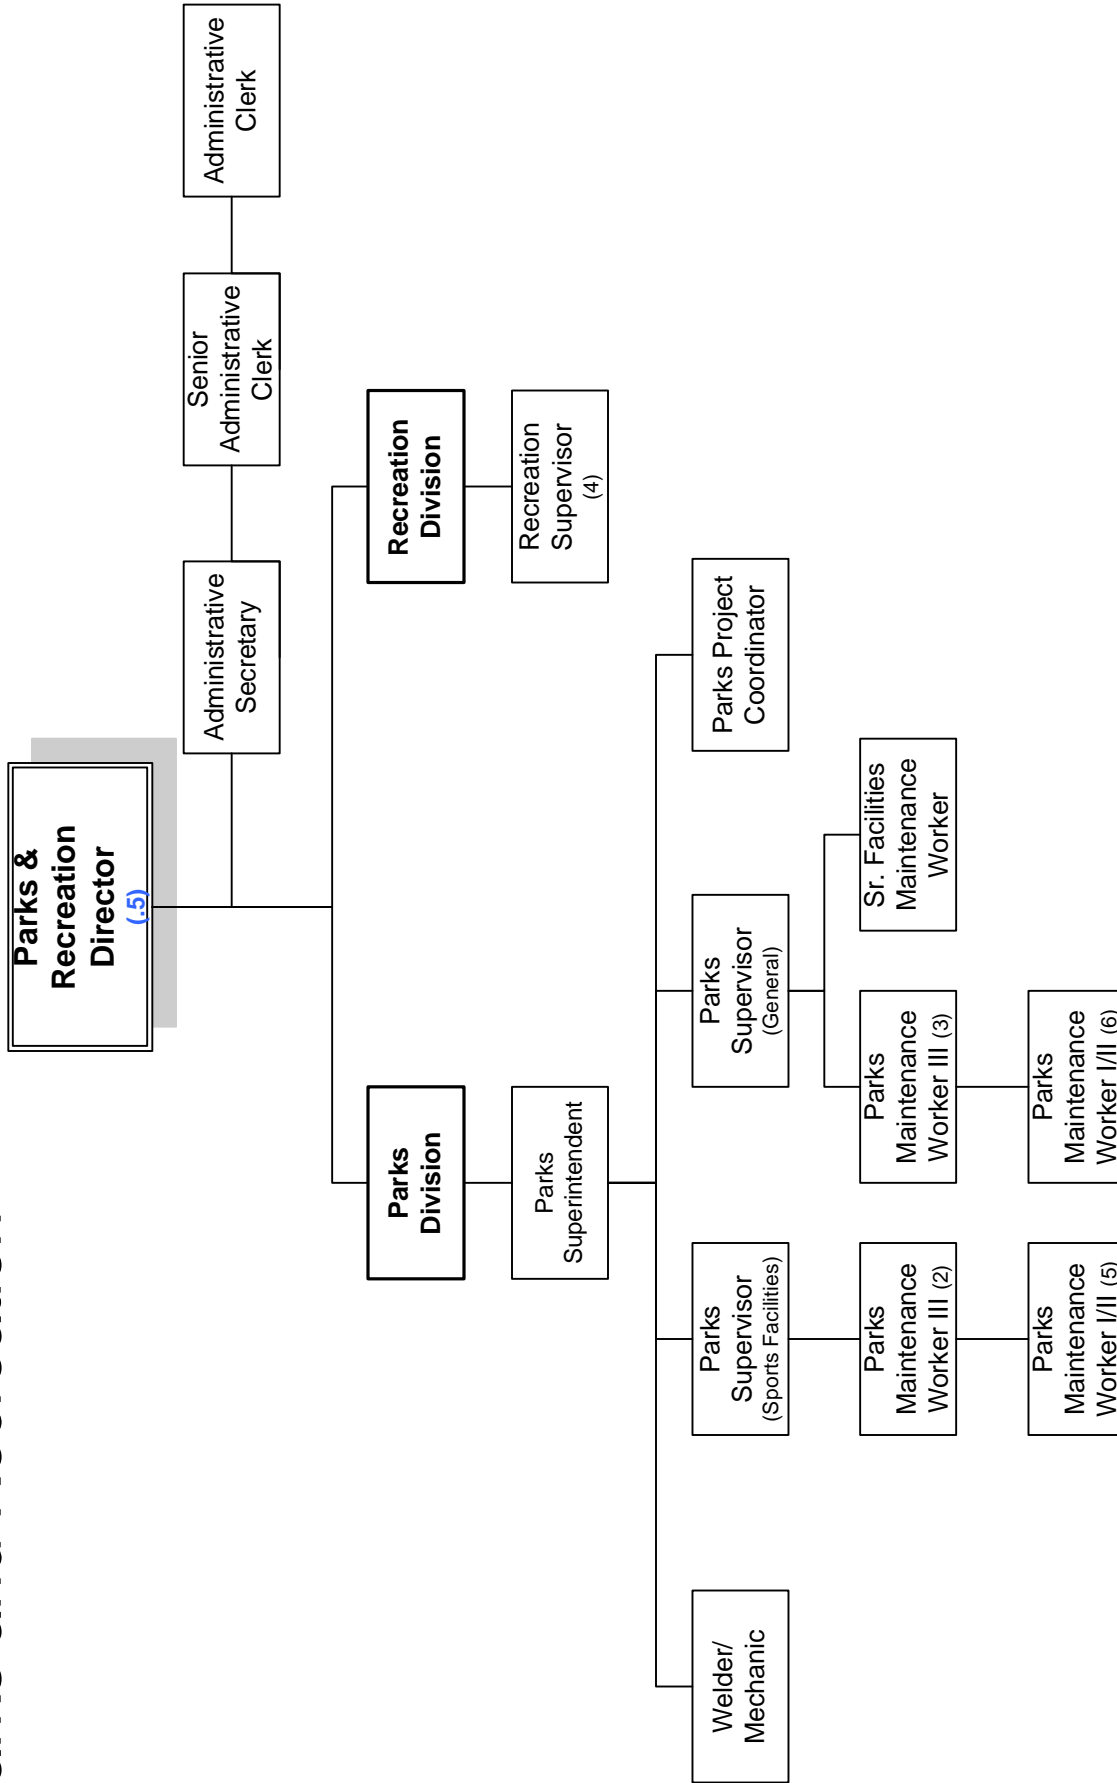 Parks &
Recreation
Director
(.5)
Administrative
Secretary
Senior
Administrative
Clerk
Administrative
Clerk
Parks
Division
Recreation
Division
Parks
Superintendent
Recreation
Supervisor
(4)
Welder/
Mechanic
Parks
Supervisor
(Sports Facilities)
Parks
Supervisor
(General)
Parks Project
Coordinator
Parks
Maintenance
Worker III (2)
Parks
Maintenance
Worker III (3)
Sr. Facilities
Maintenance
Worker
Parks
Maintenance
Worker I/II (5)
Parks
Maintenance
Worker I/II (6)